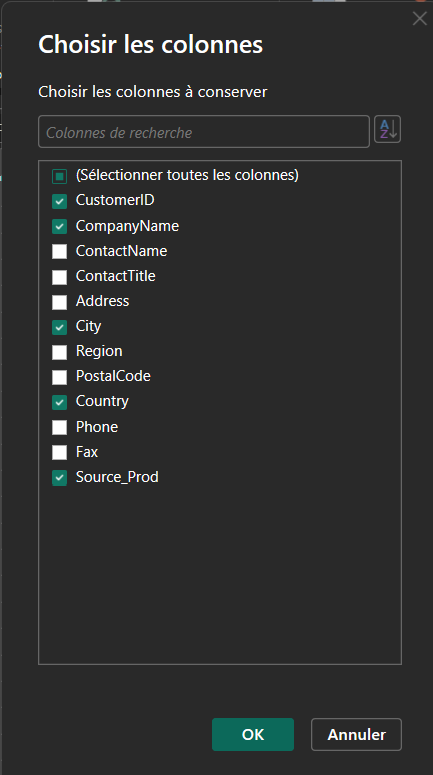 Choisir les colonnes
Choisir les colonnes à conserver
Colonnes de recherche
A
Z
(Sélectionner toutes les colonnes)
CustomerID
CompanyName
ContactName
ContactTitle
Address
City
Region
PostalCode
Country
Phone
Fax
Source_Prod
OK Annuler